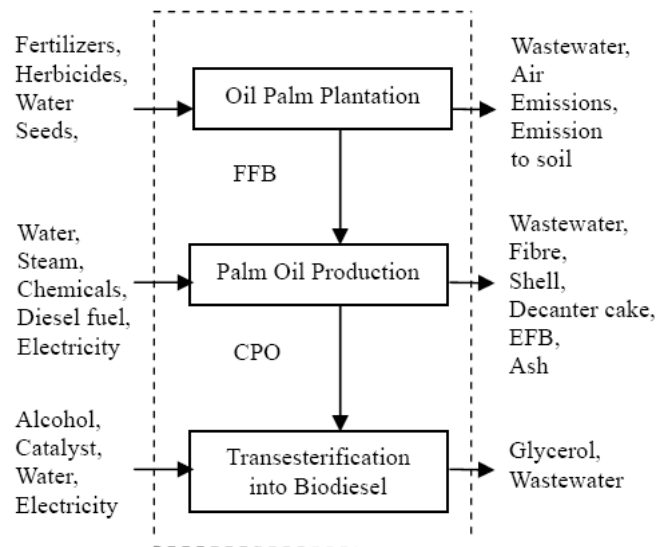 Fertilizers,
Herbicides,
Water
Seeds,
Oil Palm Plantation
Wastewater,
Air
Emissions,
Emission
to soil
FFB
Water,
Steam,
Chemicals,
Diesel fuel,
Electricity
Palm Oil Production
Wastewater,
Fibre,
Shell,
Decanter cake,
EFB,
Ash
CPO
Alcohol,
Catalyst,
Water,
Electricity
Transesterification
into Biodiesel
Glycerol,
Wastewater